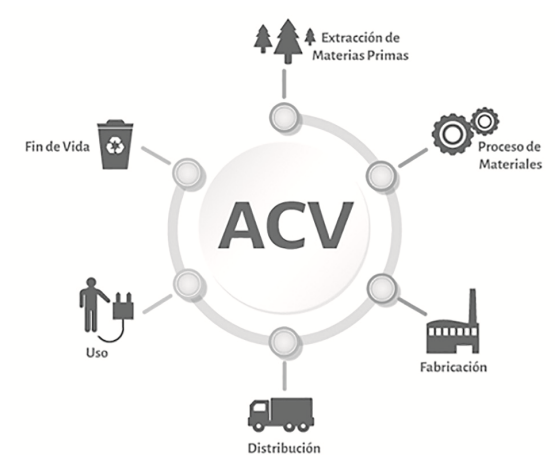 Extracción de
Materias Primas
Proceso de
Materiales
Fin de Vida
ACV
Uso
Fabricación
Distribución